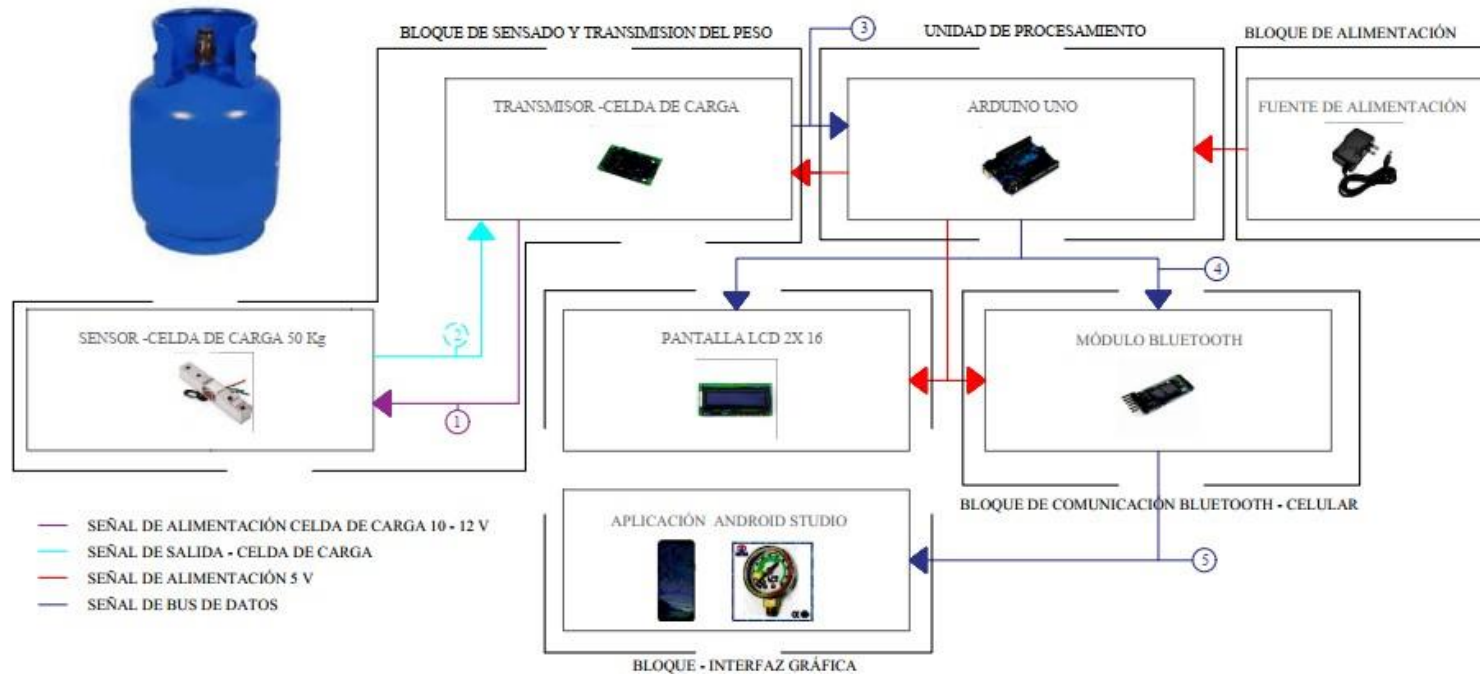 BLOQUE DE SENSADO Y TRANSMISION DEL PESO
3
UNIDAD DE PROCESAMIENTO
BLOQUE DE ALIMENTACIÓN
TRANSMISOR -CELDA DE CARGA
ARDUINO UNO
FUENTE DE ALIMENTACIÓN
4
SENSOR -CELDA DE CARGA 50 Kg
2
PANTALLA LCD 2X 16
MÓDULO BLUETOOTH
1
BLOQUE DE COMUNICACIÓN BLUETOOTH - CELULAR
APLICACIÓN ANDROID STUDIO
SEÑAL DE ALIMENTACIÓN CELDA DE CARGA 10 - 12 V
SEÑAL DE SALIDA - CELDA DE CARGA
SEÑAL DE ALIMENTACIÓN 5 V
SEÑAL DE BUS DE DATOS
5
BLOQUE - INTERFAZ GRÁFICA